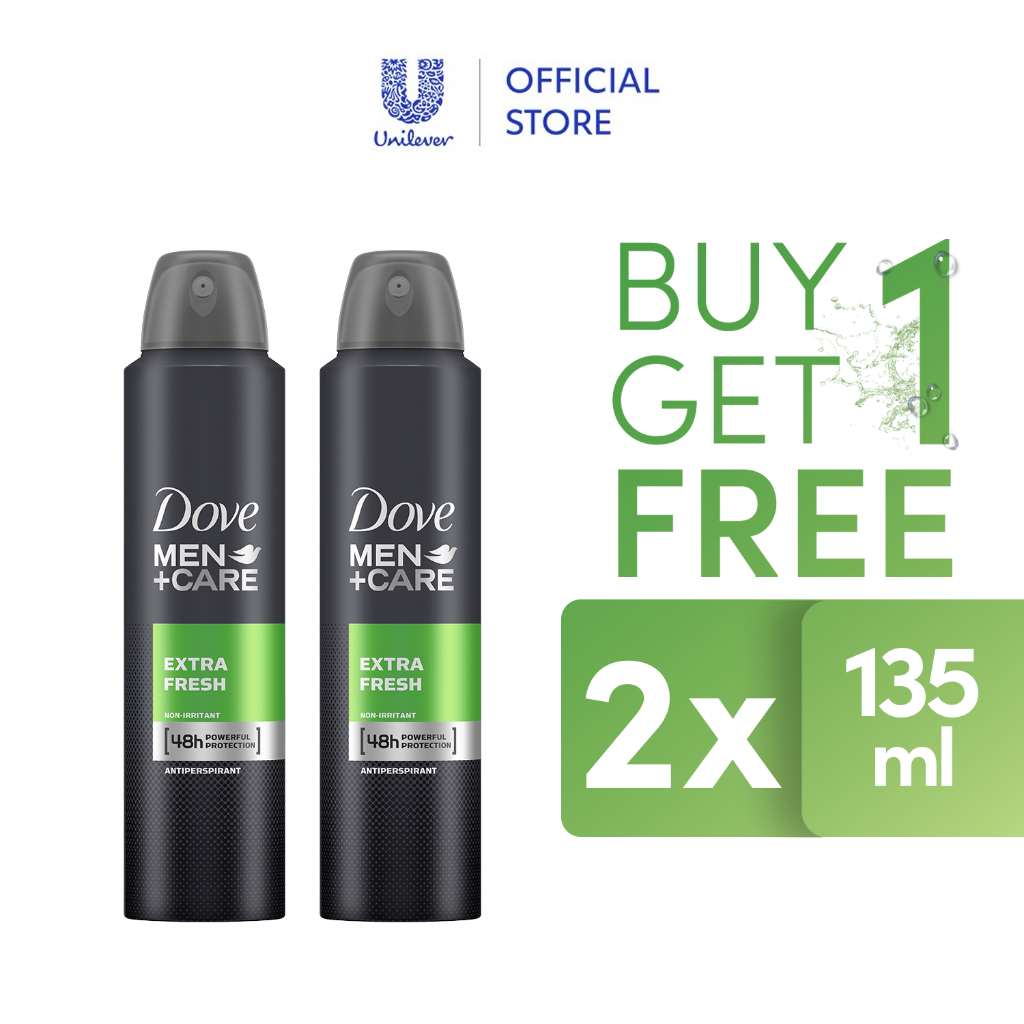 Unilever
OFFICIAL
STORE
BUY 1
GET
FREE
Dove
MEN
+CARE
EXTRA
FRESH
NON-IRRITANT
[48h POWERFUL
PROTECTION]
ANTIPERSPIRANT
Dove
MEN
+CARE
EXTRA
FRESH
NON-IRRITANT
[48h POWERFUL
PROTECTION]
ANTIPERSPIRANT
2x
135
ml